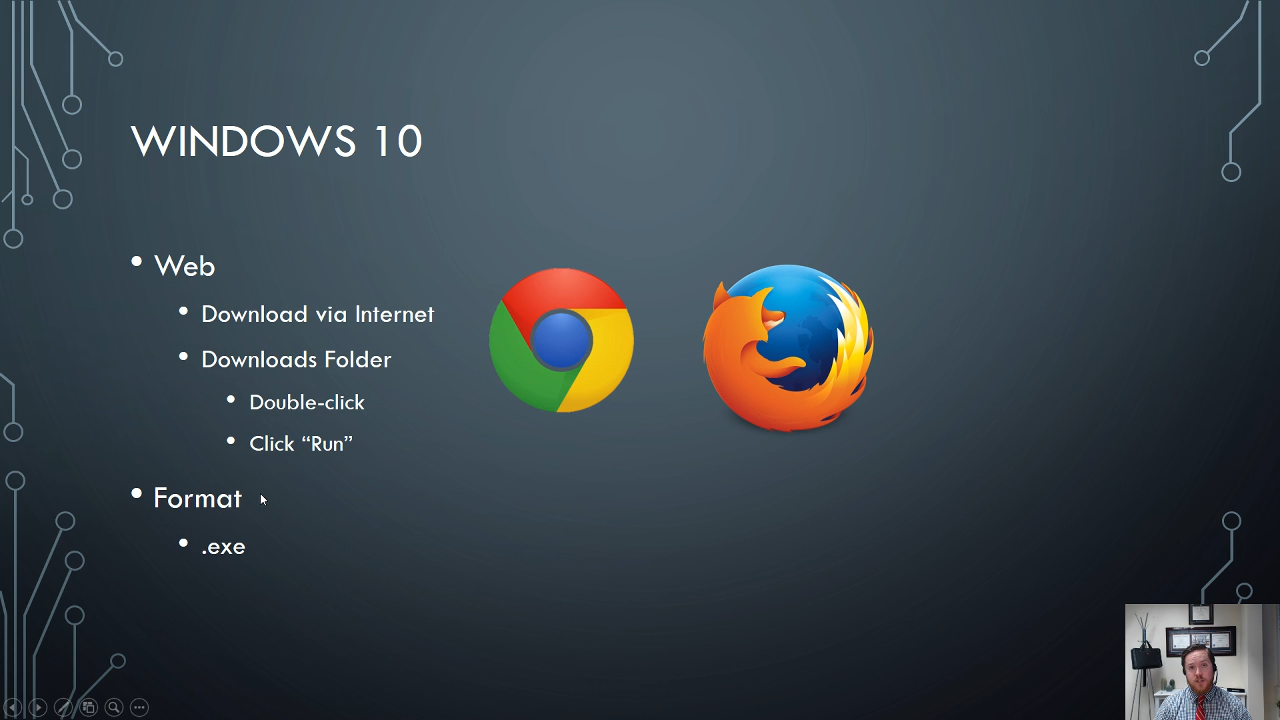 WINDOWS 10
• Web
• Download via Internet
• Downloads Folder
• Double-click
• Click “Run”
• Format
• .exe